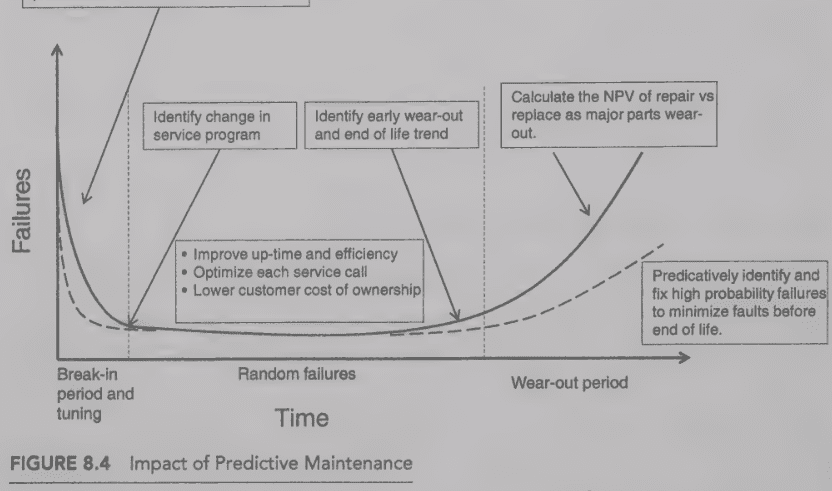 Identify change in
service program
Identify early wear-out
and end of life trend
Calculate the NPV of repair vs
replace as major parts wear-
out.
Failures
• Improve up-time and efficiency
• Optimize each service call
• Lower customer cost of ownership
Predicatively identify and
fix high probability failures
to minimize faults before
end of life.
Break-in
period and
tuning
Random failures
Wear-out period
Time
FIGURE 8.4 Impact of Predictive Maintenance